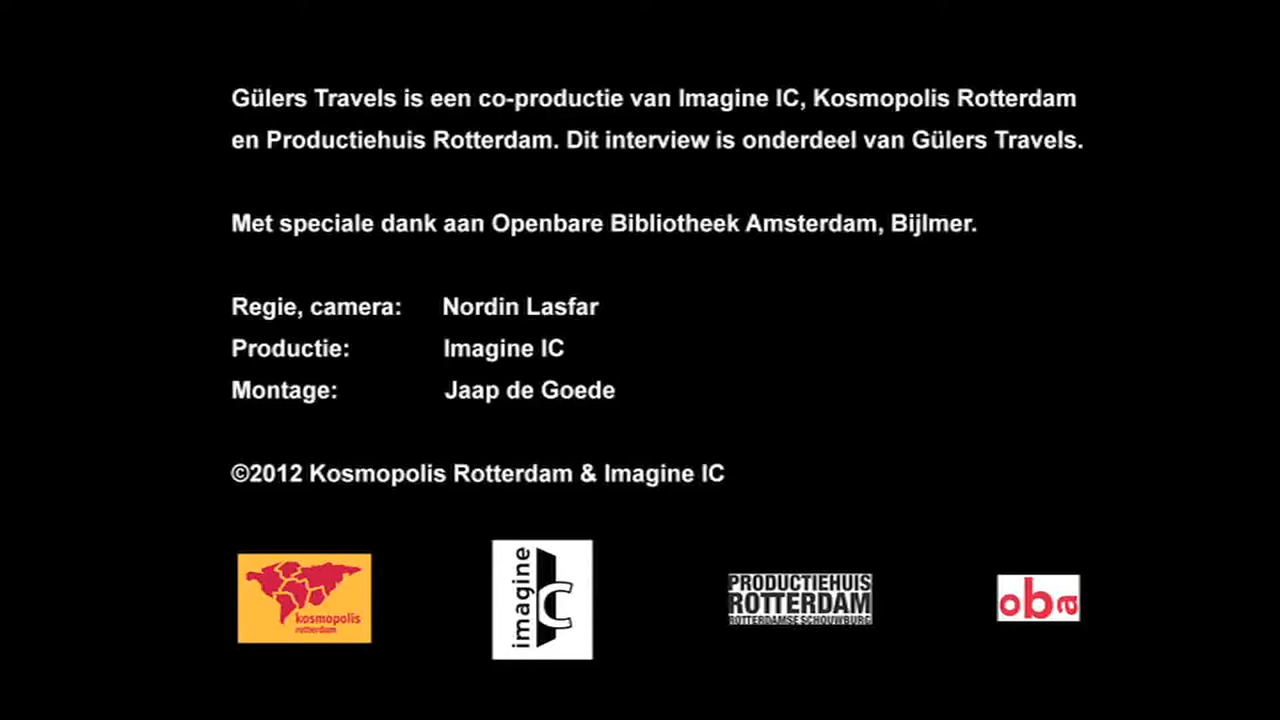 Gülers Travels is een co-productie van Imagine IC, Kosmopolis Rotterdam
en Productiehuis Rotterdam. Dit interview is onderdeel van Gülers Travels.
Met speciale dank aan Openbare Bibliotheek Amsterdam, Bijlmer.
Regie, camera: Nordin Lasfar
Productie: Imagine IC
Montage: Jaap de Goede
©2012 Kosmopolis Rotterdam & Imagine IC
kosmopolis
rotterdam
imagine IC
PRODUCTIEHUIS
ROTTERDAM
ROTTERDAMSE SCHOUWBURG
oba